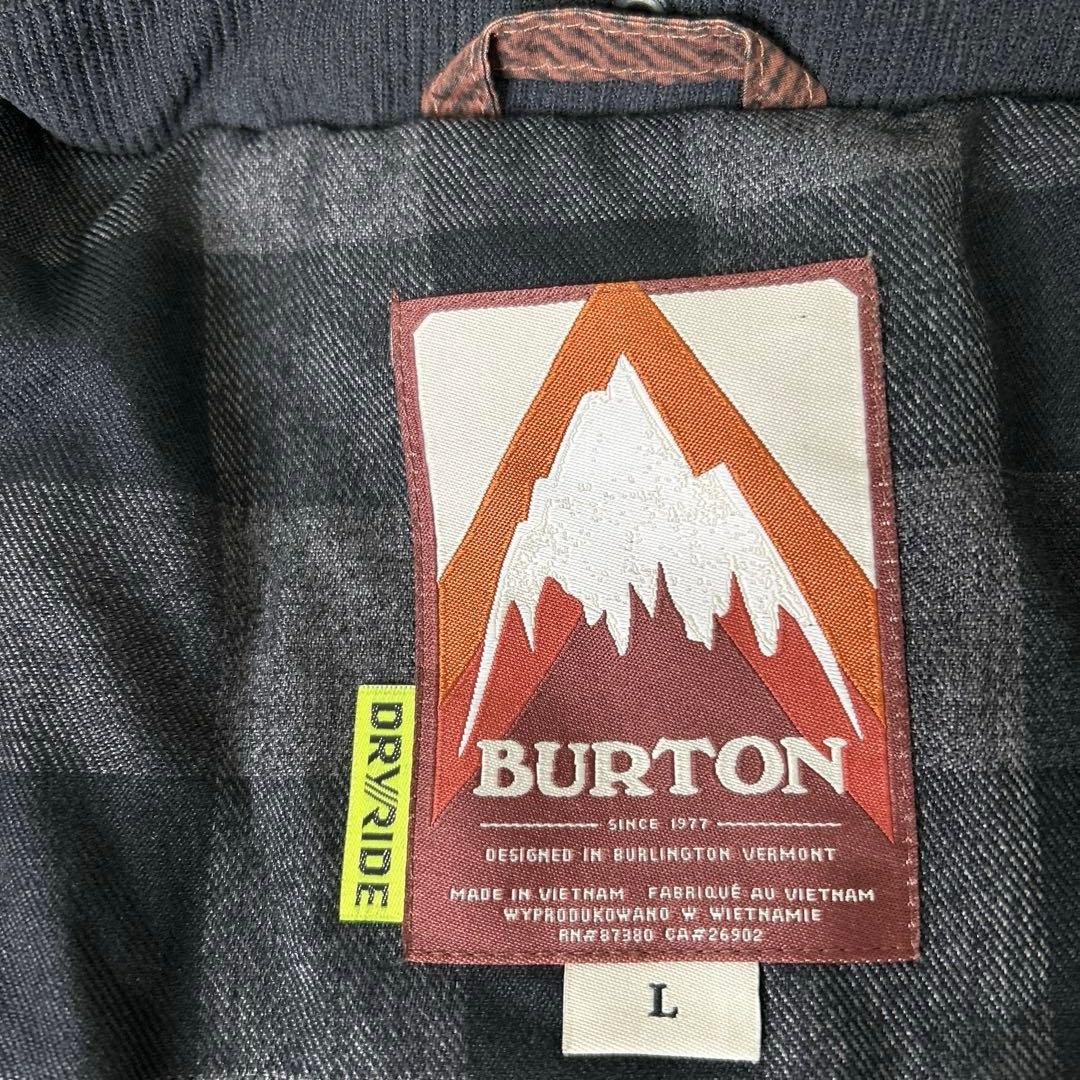 BURTON
SINCE 1977
DESIGNED IN BURLINGTON VERMONT
MADE IN VIETNAM FABRIQUÉ AU VIETNAM
WYPRODUKOWANO W WIETNAMIE
RN#87380 CA#26902
L
DRY//RIDE